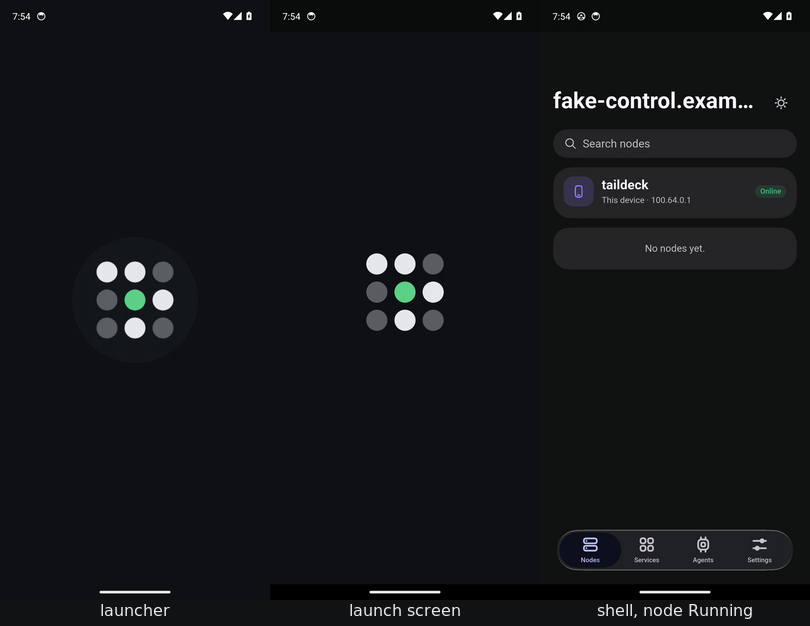 7:54
7:54
7:54
fake-control.exam…
Search nodes
taildeck
This device · 100.64.0.1
Online
No nodes yet.
Nodes
Services
Agents
Settings
launcher
launch screen
shell, node Running